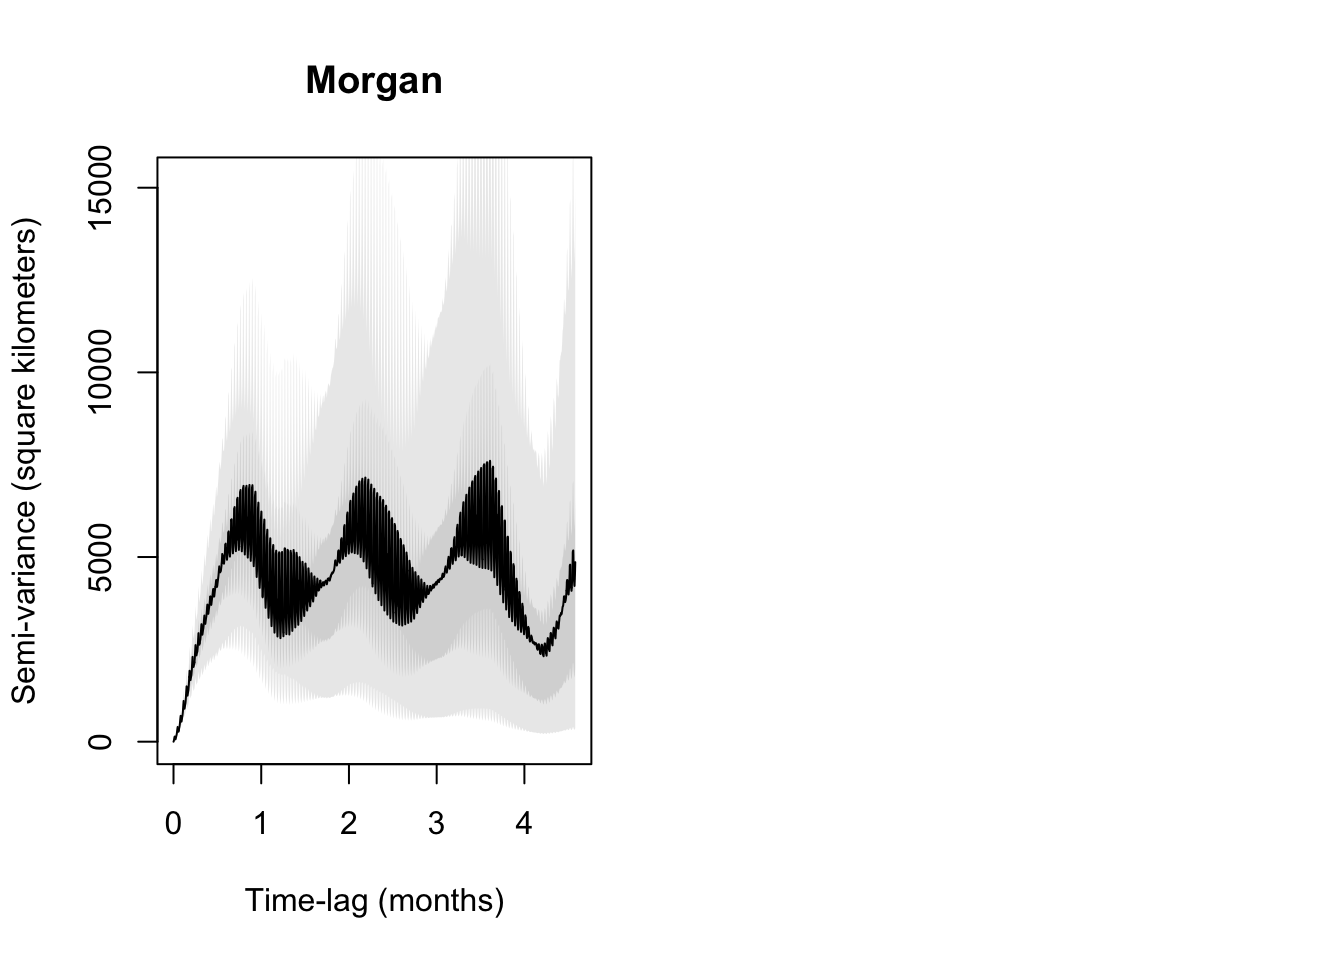 Morgan
Semi-variance (square kilometers)
15000
10000
5000
0
0 1 2 3 4
Time-lag (months)